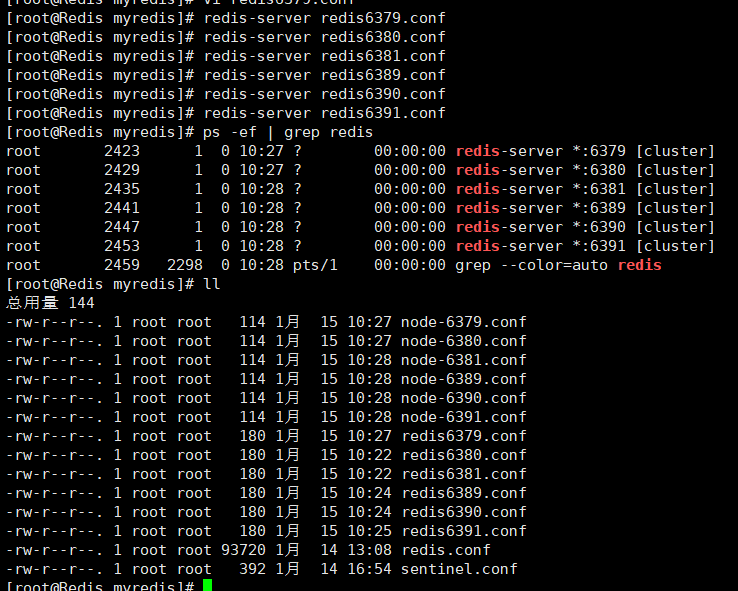 [root@Redis myredis]# vi redis6379.conf
[root@Redis myredis]# redis-server redis6379.conf
[root@Redis myredis]# redis-server redis6380.conf
[root@Redis myredis]# redis-server redis6381.conf
[root@Redis myredis]# redis-server redis6389.conf
[root@Redis myredis]# redis-server redis6390.conf
[root@Redis myredis]# redis-server redis6391.conf
[root@Redis myredis]# ps -ef | grep redis
root       2423      1  0 10:27 ?        00:00:00 redis-server *:6379 [cluster]
root       2429      1  0 10:27 ?        00:00:00 redis-server *:6380 [cluster]
root       2435      1  0 10:28 ?        00:00:00 redis-server *:6381 [cluster]
root       2441      1  0 10:28 ?        00:00:00 redis-server *:6389 [cluster]
root       2447      1  0 10:28 ?        00:00:00 redis-server *:6390 [cluster]
root       2453      1  0 10:28 ?        00:00:00 redis-server *:6391 [cluster]
root       2459   2298  0 10:28 pts/1    00:00:00 grep --color=auto redis
[root@Redis myredis]# ll
总用量 144
-rw-r--r--. 1 root root   114 1月  15 10:27 node-6379.conf
-rw-r--r--. 1 root root   114 1月  15 10:27 node-6380.conf
-rw-r--r--. 1 root root   114 1月  15 10:28 node-6381.conf
-rw-r--r--. 1 root root   114 1月  15 10:28 node-6389.conf
-rw-r--r--. 1 root root   114 1月  15 10:28 node-6390.conf
-rw-r--r--. 1 root root   114 1月  15 10:28 node-6391.conf
-rw-r--r--. 1 root root   180 1月  15 10:27 redis6379.conf
-rw-r--r--. 1 root root   180 1月  15 10:22 redis6380.conf
-rw-r--r--. 1 root root   180 1月  15 10:22 redis6381.conf
-rw-r--r--. 1 root root   180 1月  15 10:24 redis6389.conf
-rw-r--r--. 1 root root   180 1月  15 10:24 redis6390.conf
-rw-r--r--. 1 root root   180 1月  15 10:25 redis6391.conf
-rw-r--r--. 1 root root 93720 1月  14 13:08 redis.conf
-rw-r--r--. 1 root root   392 1月  14 16:54 sentinel.conf
[root@Redis myredis]#